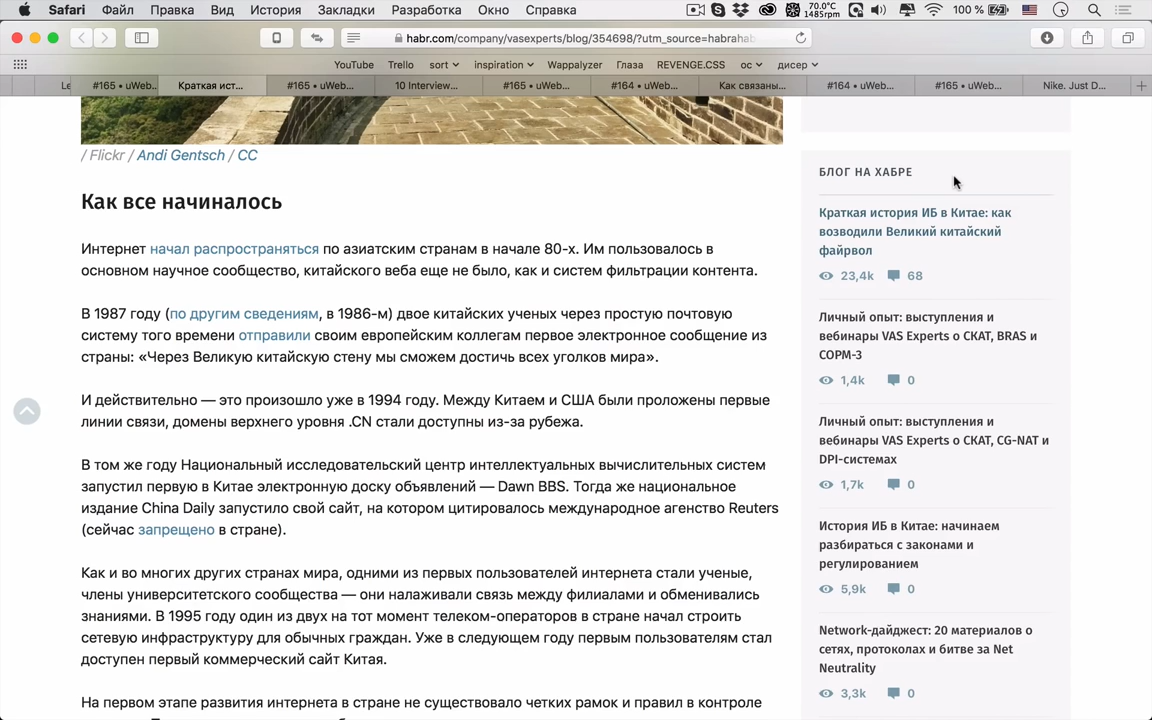 Safari Файл Правка Вид История Закладки Разработка Окно Справка 70.0°C 1485rpm 100 %
habr.com/company/vasexperts/blog/354698/?utm_source=habrahab
YouTube Trello sort inspiration Wappalyzer Глаза REVENGE.CSS ос дисер
#165 • uWeb... Краткая ист... #165 • uWeb... 10 Interview... #165 • uWeb... #164 • uWeb... Как связаны... #164 • uWeb... #165 • uWeb... Nike. Just D...
/ Flickr / Andi Gentsch / CC
Как все начиналось
Интернет начал распространяться по азиатским странам в начале 80-х. Им пользовалось в
основном научное сообщество, китайского веба еще не было, как и систем фильтрации контента.
В 1987 году (по другим сведениям, в 1986-м) двое китайских ученых через простую почтовую
систему того времени отправили своим европейским коллегам первое электронное сообщение из
страны: «Через Великую китайскую стену мы сможем достичь всех уголков мира».
И действительно — это произошло уже в 1994 году. Между Китаем и США были проложены первые
линии связи, домены верхнего уровня .CN стали доступны из-за рубежа.
В том же году Национальный исследовательский центр интеллектуальных вычислительных систем
запустил первую в Китае электронную доску объявлений — Dawn BBS. Тогда же национальное
издание China Daily запустило свой сайт, на котором цитировалось международное агенство Reuters
(сейчас запрещено в стране).
Как и во многих других странах мира, одними из первых пользователей интернета стали ученые,
члены университетского сообщества — они налаживали связь между филиалами и обменивались
знаниями. В 1995 году один из двух на тот момент телеком-операторов в стране начал строить
сетевую инфраструктуру для обычных граждан. Уже в следующем году первым пользователям стал
доступен первый коммерческий сайт Китая.
На первом этапе развития интернета в стране не существовало четких рамок и правил в контроле
БЛОГ НА ХАБРЕ
Краткая история ИБ в Китае: как
возводили Великий китайский
файрвол
23,4k 68
Личный опыт: выступления и
вебинары VAS Experts о СКАТ, BRAS и
СОРМ-3
1,4k 0
Личный опыт: выступления и
вебинары VAS Experts о СКАТ, CG-NAT и
DPI-системах
1,7k 0
История ИБ в Китае: начинаем
разбираться с законами и
регулированием
5,9k 0
Network-дайджест: 20 материалов о
сетях, протоколах и битве за Net
Neutrality
3,3k 0